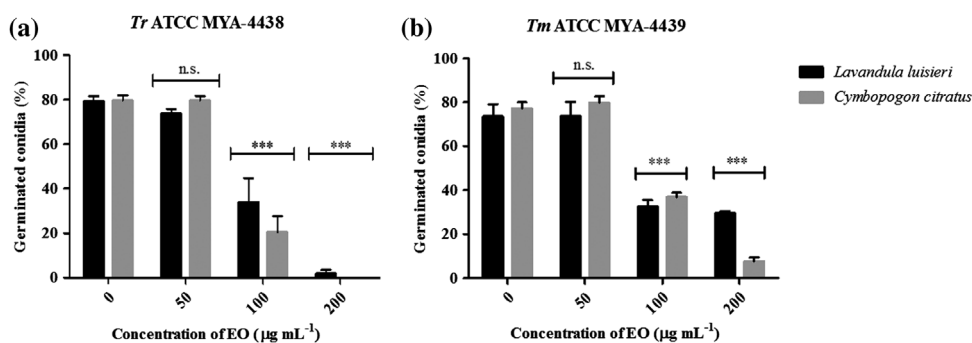 (a)
Tr ATCC MYA-4438
Germinated conidia (%)
100
80
60
40
20
0
n.s.
***
***
0
50
100
200
Concentration of EO (µg mL⁻¹)
(b)
Tm ATCC MYA-4439
Germinated conidia (%)
100
80
60
40
20
0
n.s.
***
***
0
50
100
200
Concentration of EO (µg mL⁻¹)
Lavandula luisieri
Cymbopogon citratus